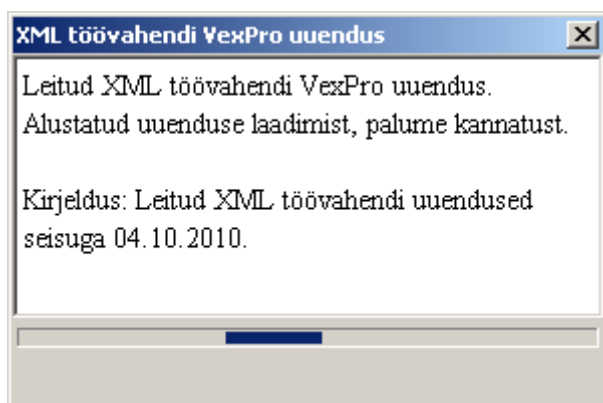 XML töövahendi VexPro uuendus
Leitud XML töövahendi VexPro uuendus.
Alustatud uuenduse laadimist, palume kannatust.
Kirjeldus: Leitud XML töövahendi uuendused
seisuga 04.10.2010.